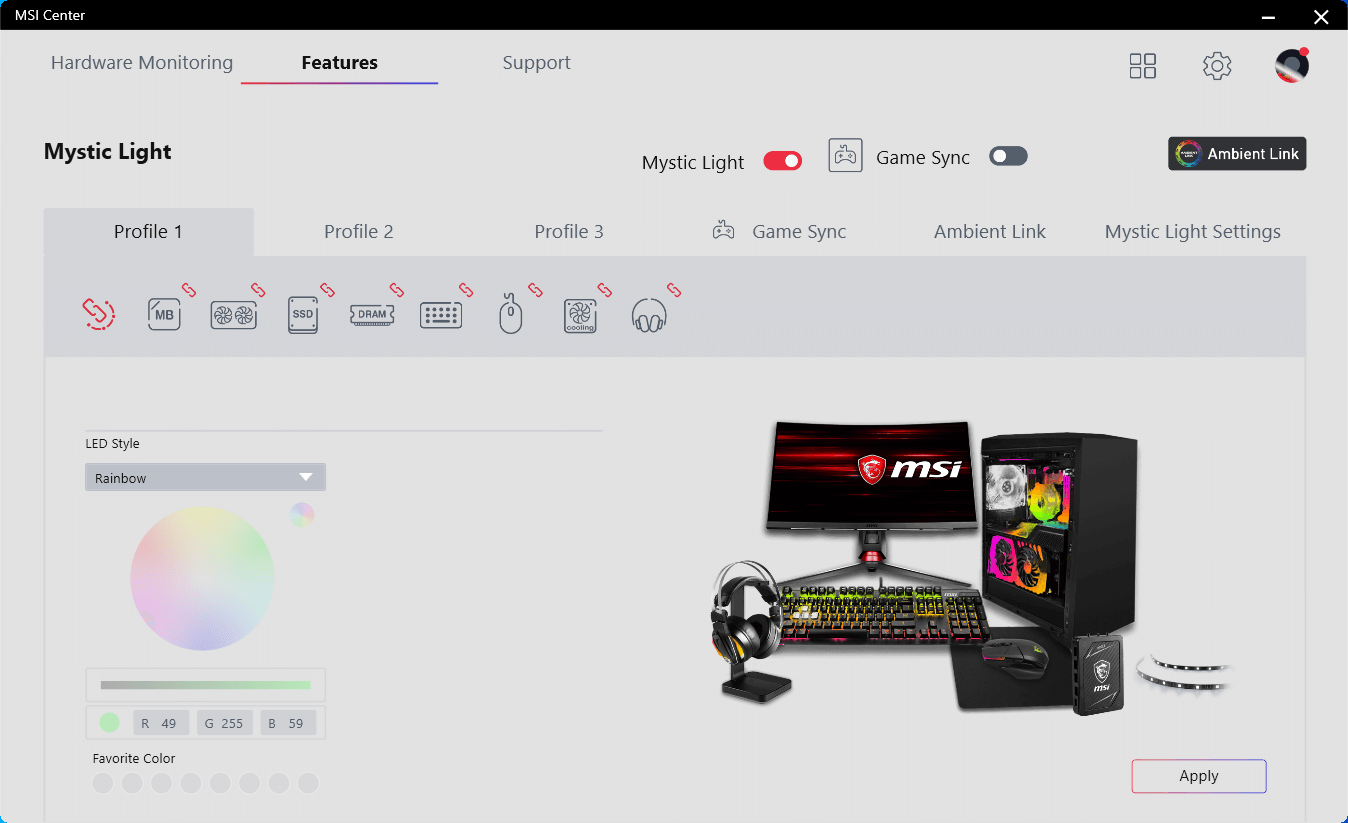 MSI Center
Hardware Monitoring Features Support
Mystic Light
Mystic Light Game Sync Ambient Link
Profile 1 Profile 2 Profile 3 Game Sync Ambient Link Mystic Light Settings
MB SSD DRAM cooling
LED Style
Rainbow
msi
msi
R 49 G 255 B 59
Favorite Color
Apply